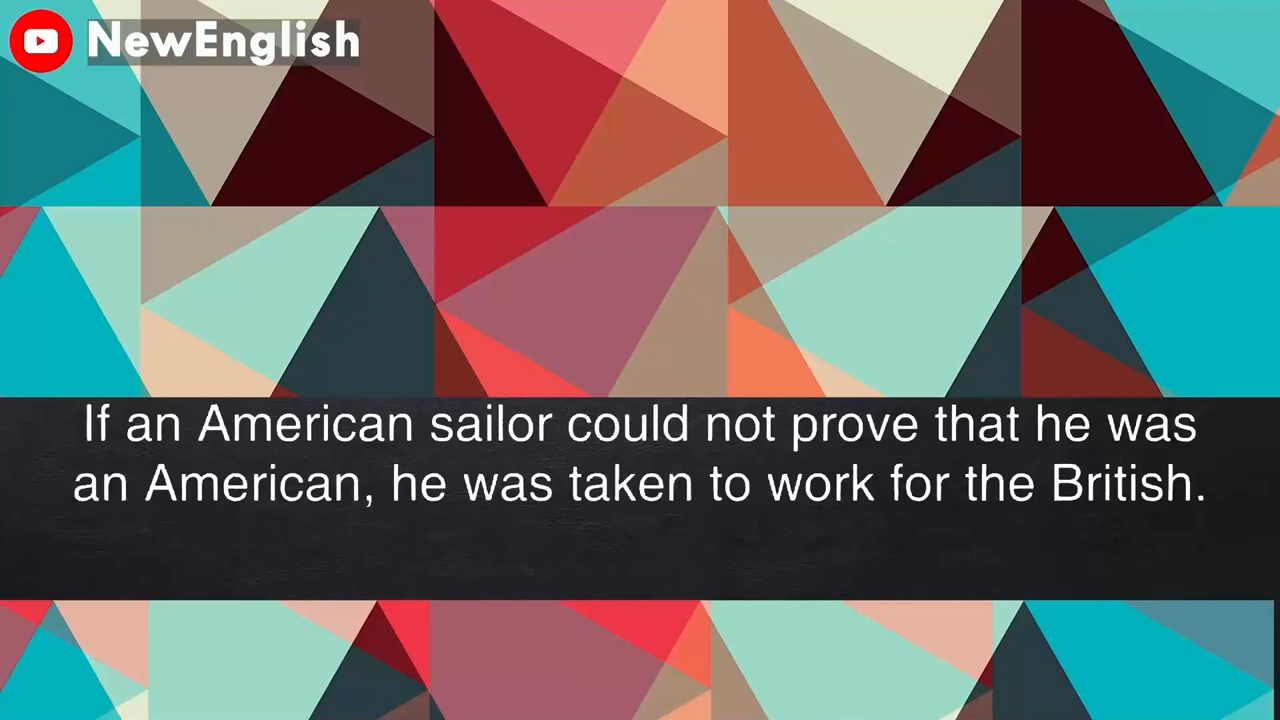 NewEnglish
If an American sailor could not prove that he was
an American, he was taken to work for the British.